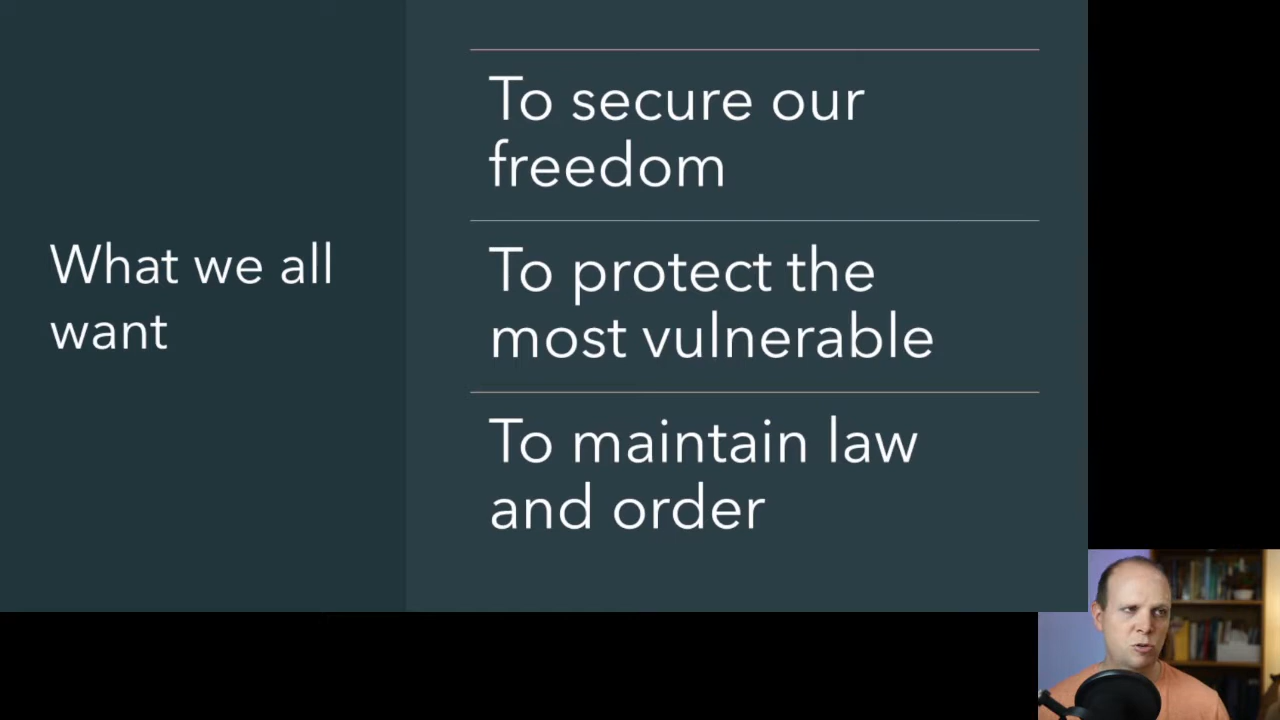 What we all
want
To secure our
freedom
To protect the
most vulnerable
To maintain law
and order